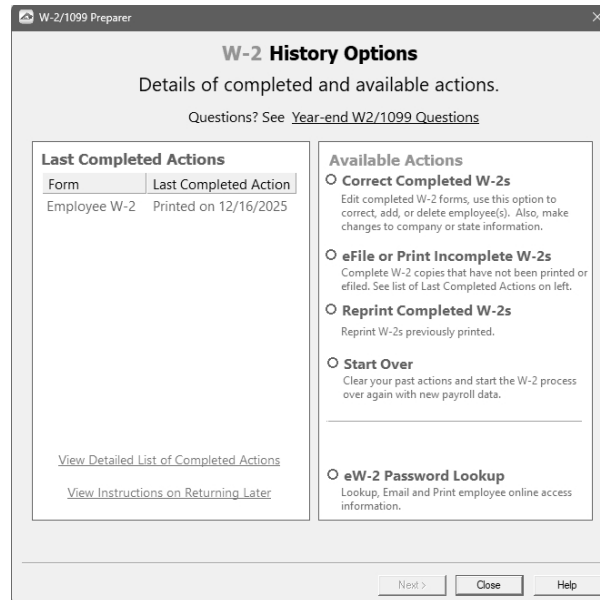 W-2/1099 Preparer
W-2 History Options
Details of completed and available actions.
Questions? See Year-end W2/1099 Questions
Last Completed Actions
Form Last Completed Action
Employee W-2 Printed on 12/16/2025
View Detailed List of Completed Actions
View Instructions on Returning Later
Available Actions
Correct Completed W-2s
Edit completed W-2 forms, use this option to
correct, add, or delete employee(s). Also, make
changes to company or state information.
eFile or Print Incomplete W-2s
Complete W-2 copies that have not been printed or
efiled. See list of Last Completed Actions on left.
Reprint Completed W-2s
Reprint W-2s previously printed.
Start Over
Clear your past actions and start the W-2 process
over again with new payroll data.
eW-2 Password Lookup
Lookup, Email and Print employee online access
information.
Next > Close Help